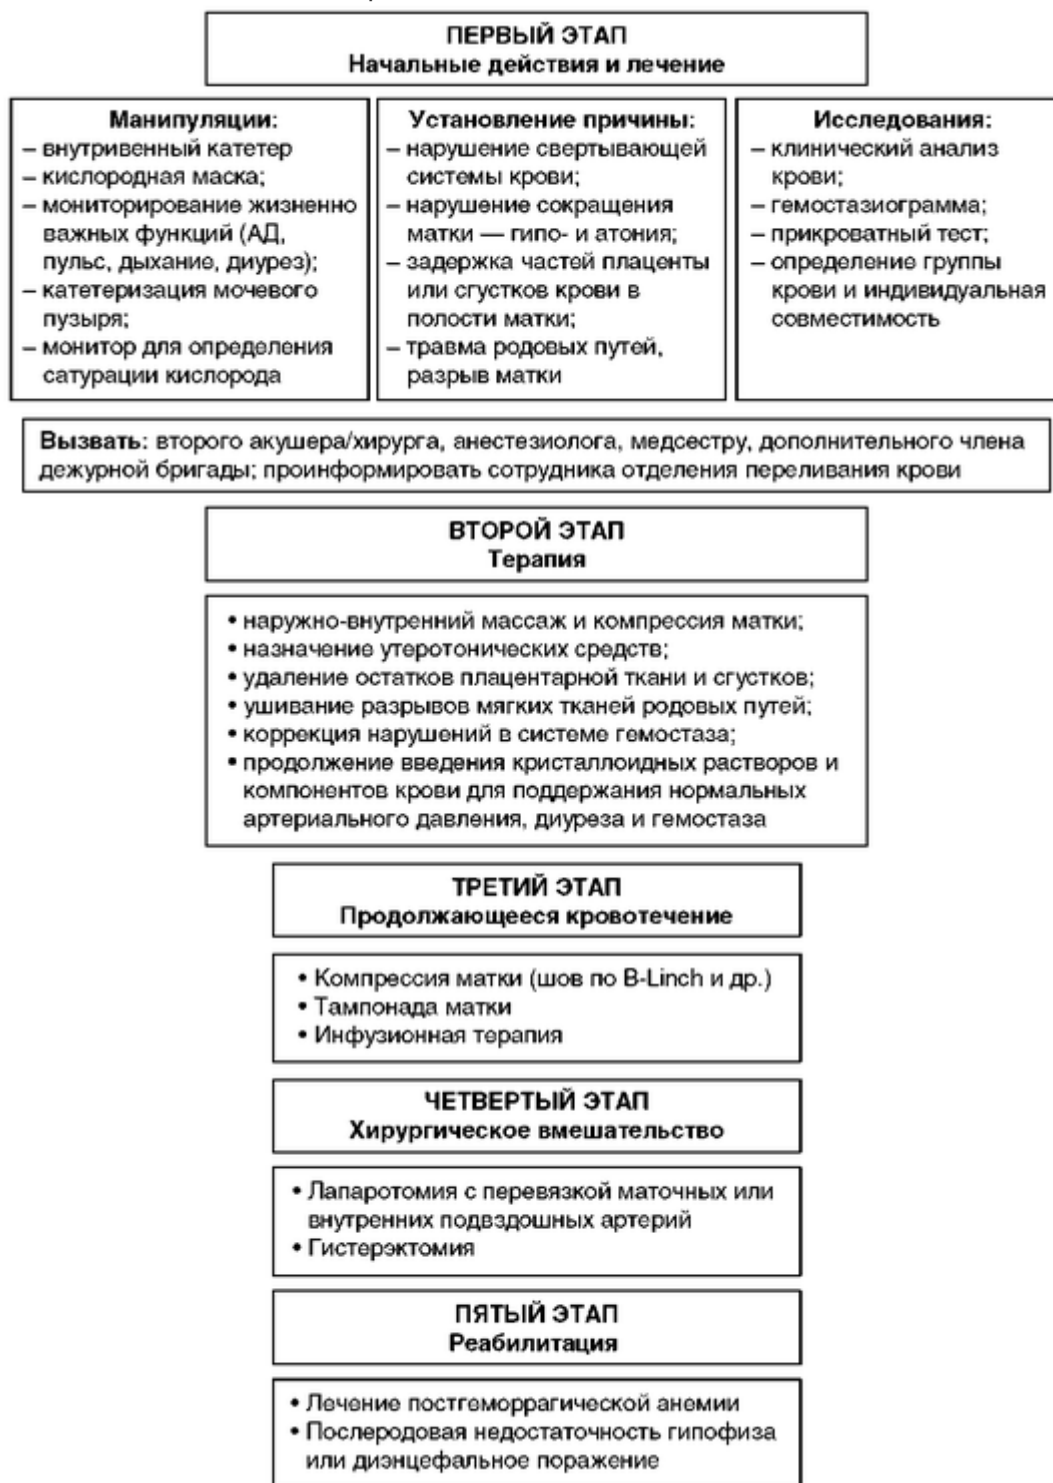 ПЕРВЫЙ ЭТАП
Начальные действия и лечение
Манипуляции:
– внутривенный катетер
– кислородная маска;
– мониторирование жизненно
важных функций (АД,
пульс, дыхание, диурез);
– катетеризация мочевого
пузыря;
– монитор для определения
сатурации кислорода
Установление причины:
– нарушение свертывающей
системы крови;
– нарушение сокращения
матки — гипо- и атония;
– задержка частей плаценты
или сгустков крови в
полости матки;
– травма родовых путей,
разрыв матки
Исследования:
– клинический анализ
крови;
– гемостазиограмма;
– прикроватный тест;
– определение группы
крови и индивидуальная
совместимость
Вызвать: второго акушера/хирурга, анестезиолога, медсестру, дополнительного члена
дежурной бригады; проинформировать сотрудника отделения переливания крови
ВТОРОЙ ЭТАП
Терапия
• наружно-внутренний массаж и компрессия матки;
• назначение утеротонических средств;
• удаление остатков плацентарной ткани и сгустков;
• ушивание разрывов мягких тканей родовых путей;
• коррекция нарушений в системе гемостаза;
• продолжение введения кристаллоидных растворов и
компонентов крови для поддержания нормальных
артериального давления, диуреза и гемостаза
ТРЕТИЙ ЭТАП
Продолжающееся кровотечение
• Компрессия матки (шов по B-Linch и др.)
• Тампонада матки
• Инфузионная терапия
ЧЕТВЕРТЫЙ ЭТАП
Хирургическое вмешательство
• Лапаротомия с перевязкой маточных или
внутренних подвздошных артерий
• Гистерэктомия
ПЯТЫЙ ЭТАП
Реабилитация
• Лечение постгеморрагической анемии
• Послеродовая недостаточность гипофиза
или диэнцефальное поражение